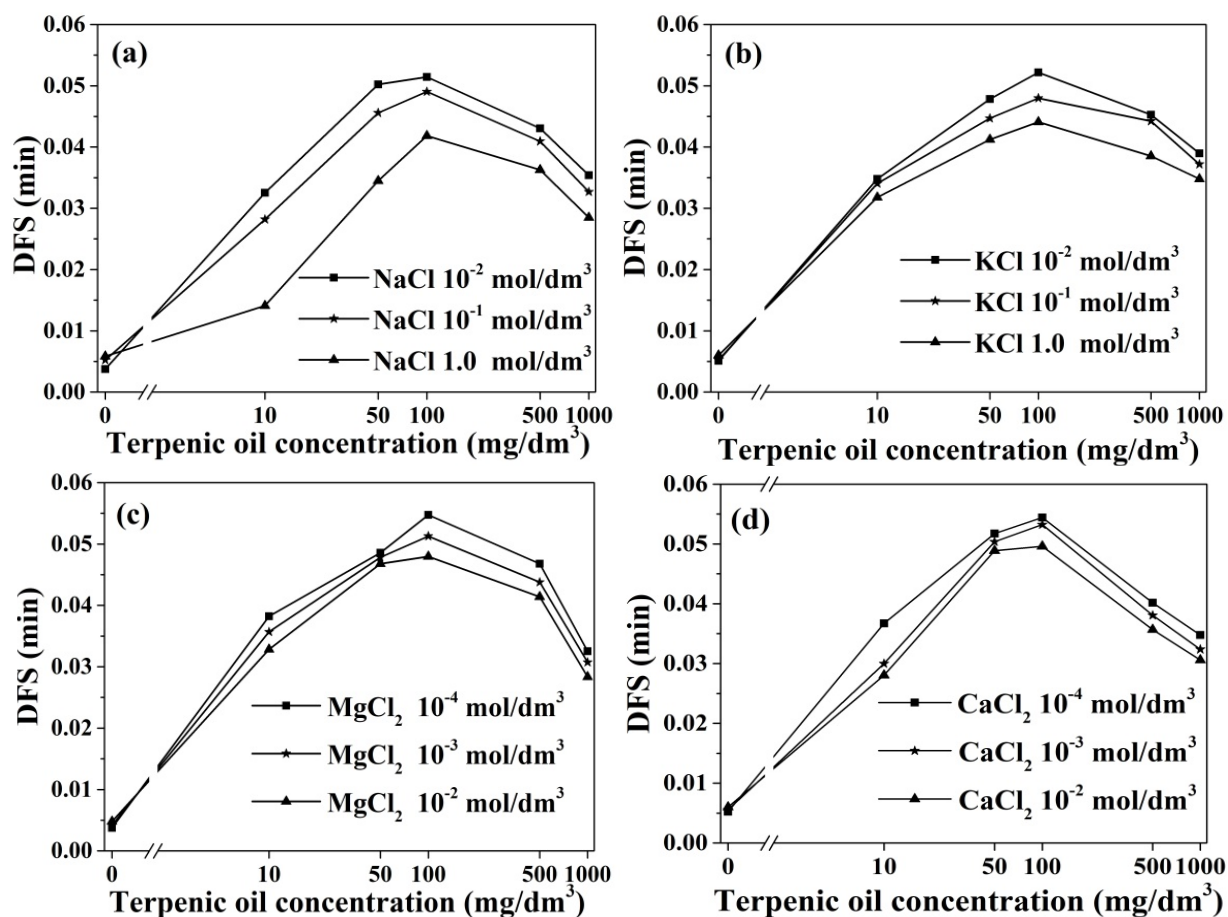 (a)
DFS (min)
0.06
0.05
0.04
0.03
0.02
0.01
0.00
NaCl 10⁻² mol/dm³
NaCl 10⁻¹ mol/dm³
NaCl 1.0 mol/dm³
0 10 50 100 500 1000
Terpenic oil concentration (mg/dm³)
(b)
DFS (min)
0.06
0.05
0.04
0.03
0.02
0.01
0.00
KCl 10⁻² mol/dm³
KCl 10⁻¹ mol/dm³
KCl 1.0 mol/dm³
0 10 50 100 500 1000
Terpenic oil concentration (mg/dm³)
(c)
DFS (min)
0.06
0.05
0.04
0.03
0.02
0.01
0.00
MgCl₂ 10⁻⁴ mol/dm³
MgCl₂ 10⁻³ mol/dm³
MgCl₂ 10⁻² mol/dm³
0 10 50 100 500 1000
Terpenic oil concentration (mg/dm³)
(d)
DFS (min)
0.06
0.05
0.04
0.03
0.02
0.01
0.00
CaCl₂ 10⁻⁴ mol/dm³
CaCl₂ 10⁻³ mol/dm³
CaCl₂ 10⁻² mol/dm³
0 10 50 100 500 1000
Terpenic oil concentration (mg/dm³)